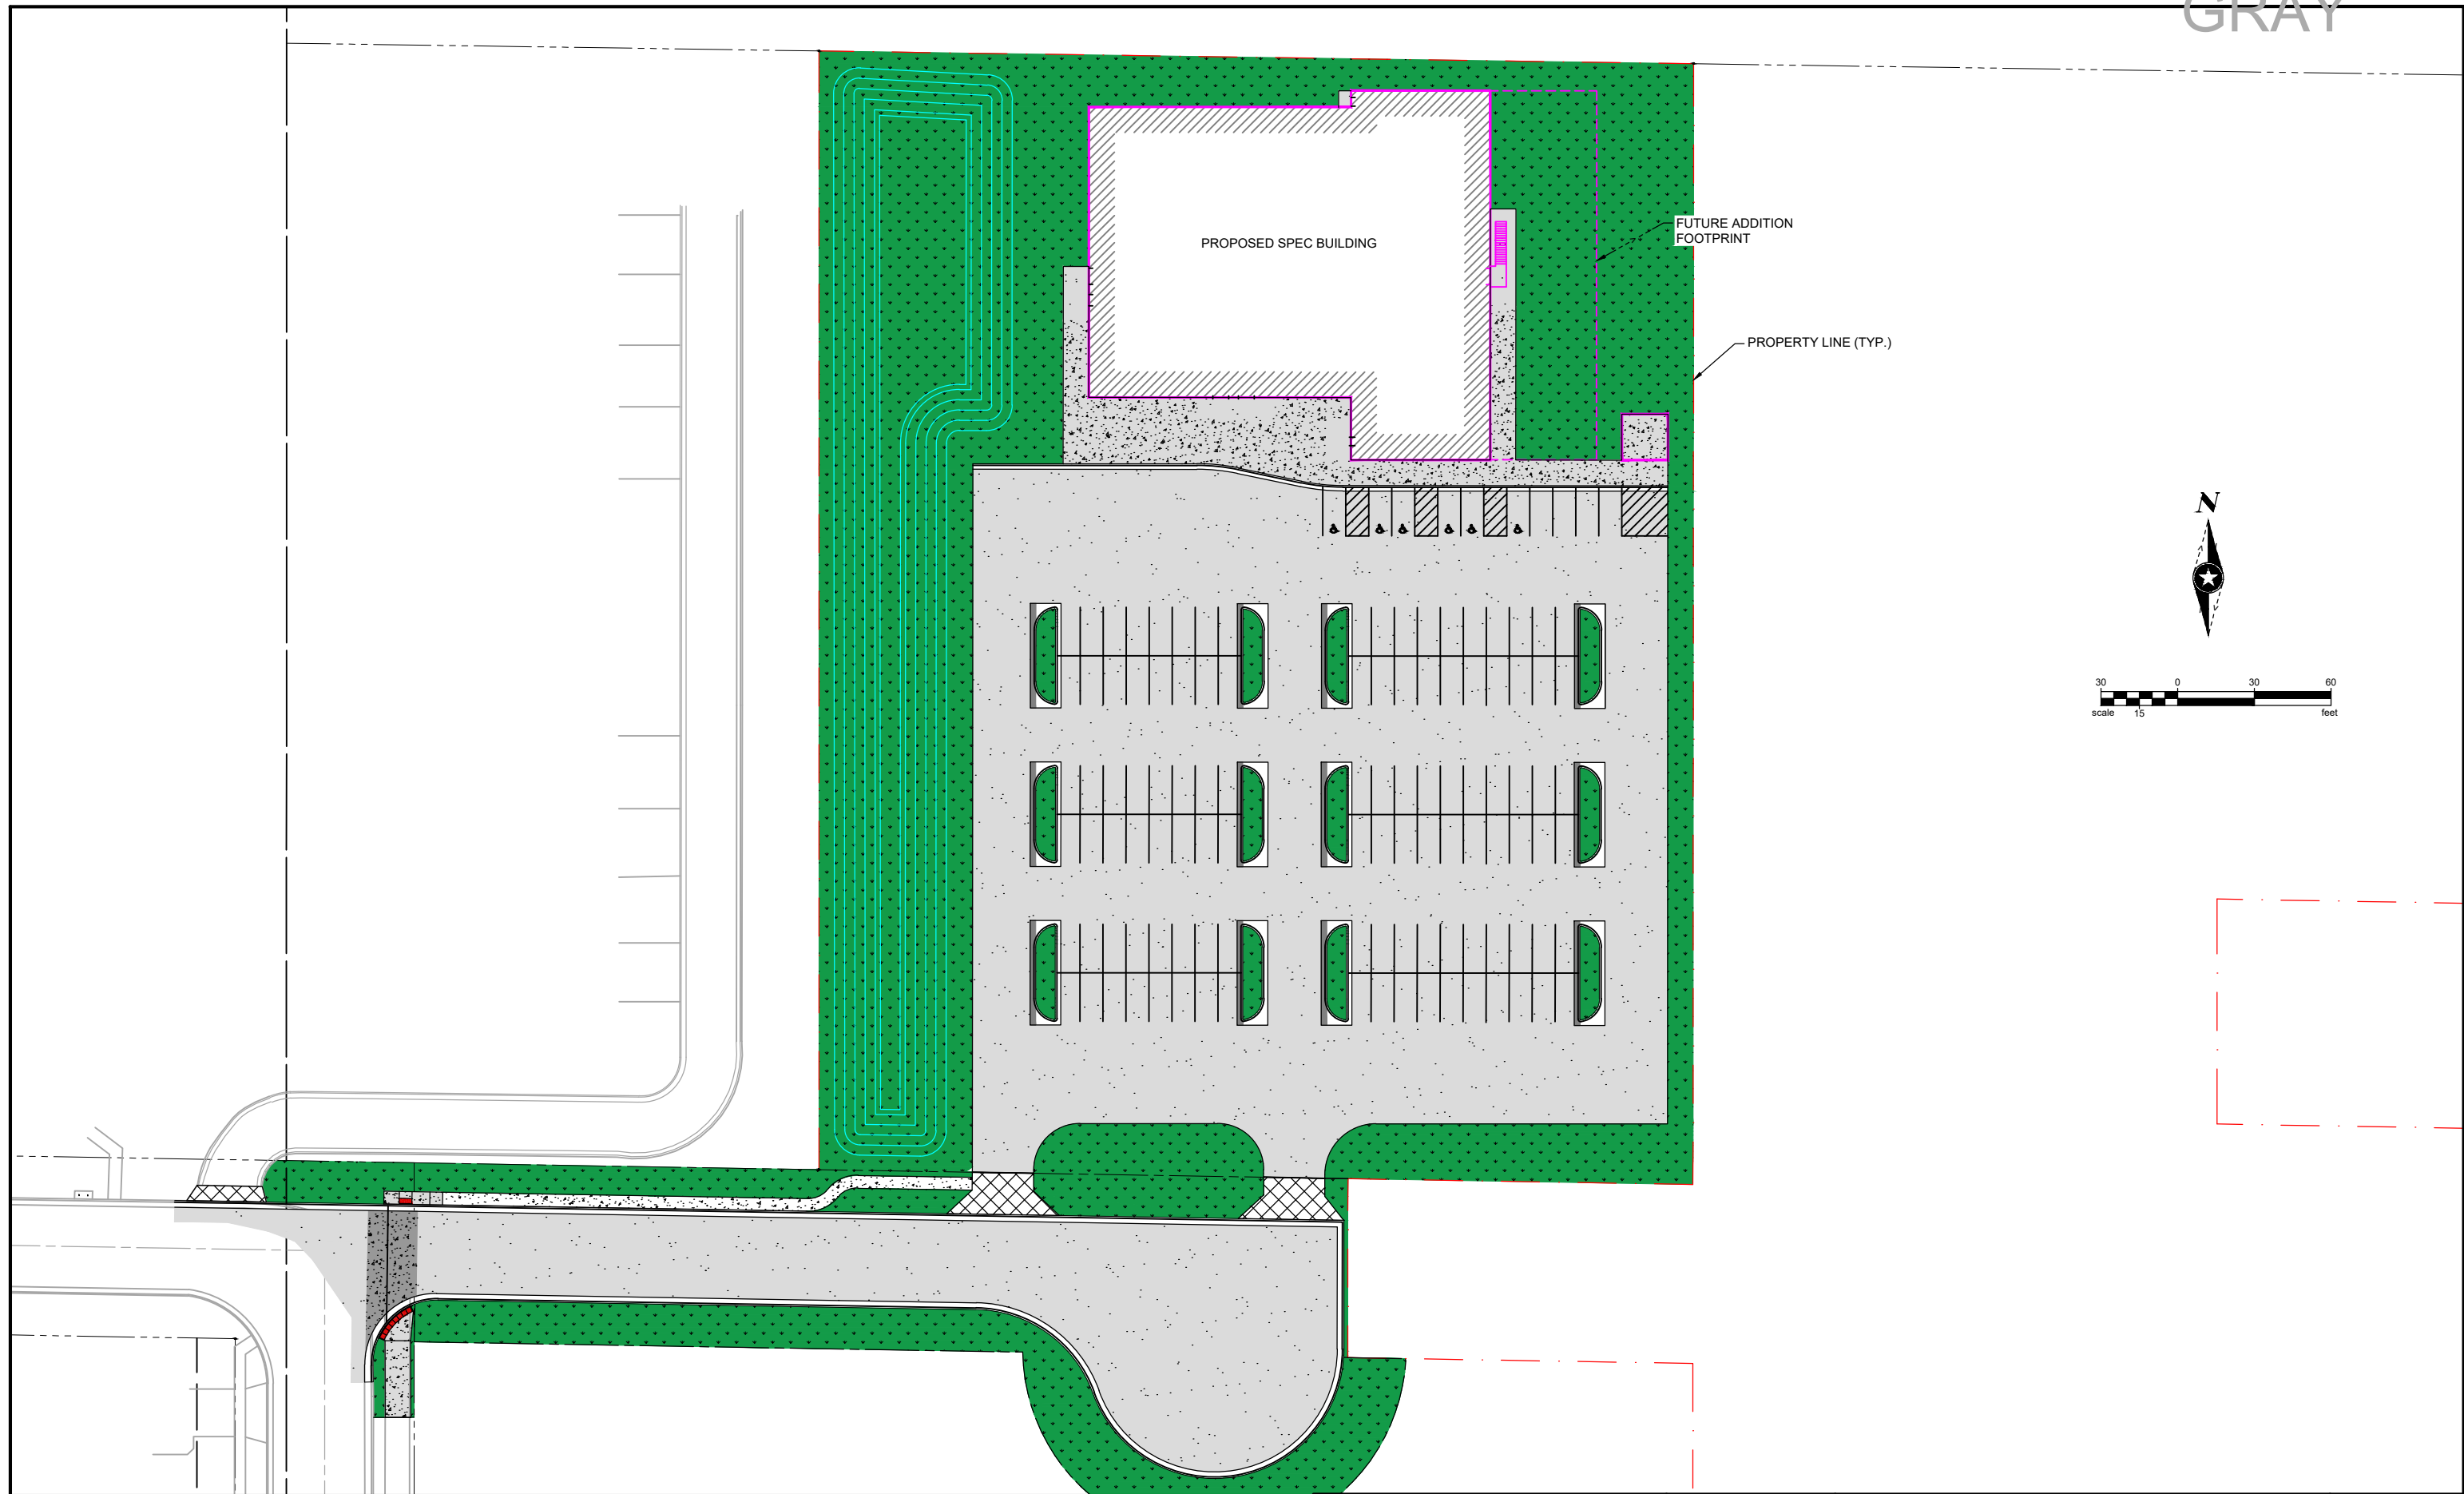 GRAY
PROPOSED SPEC BUILDING
FUTURE ADDITION
FOOTPRINT
PROPERTY LINE (TYP.)
N
30 0 30 60
scale 15 feet